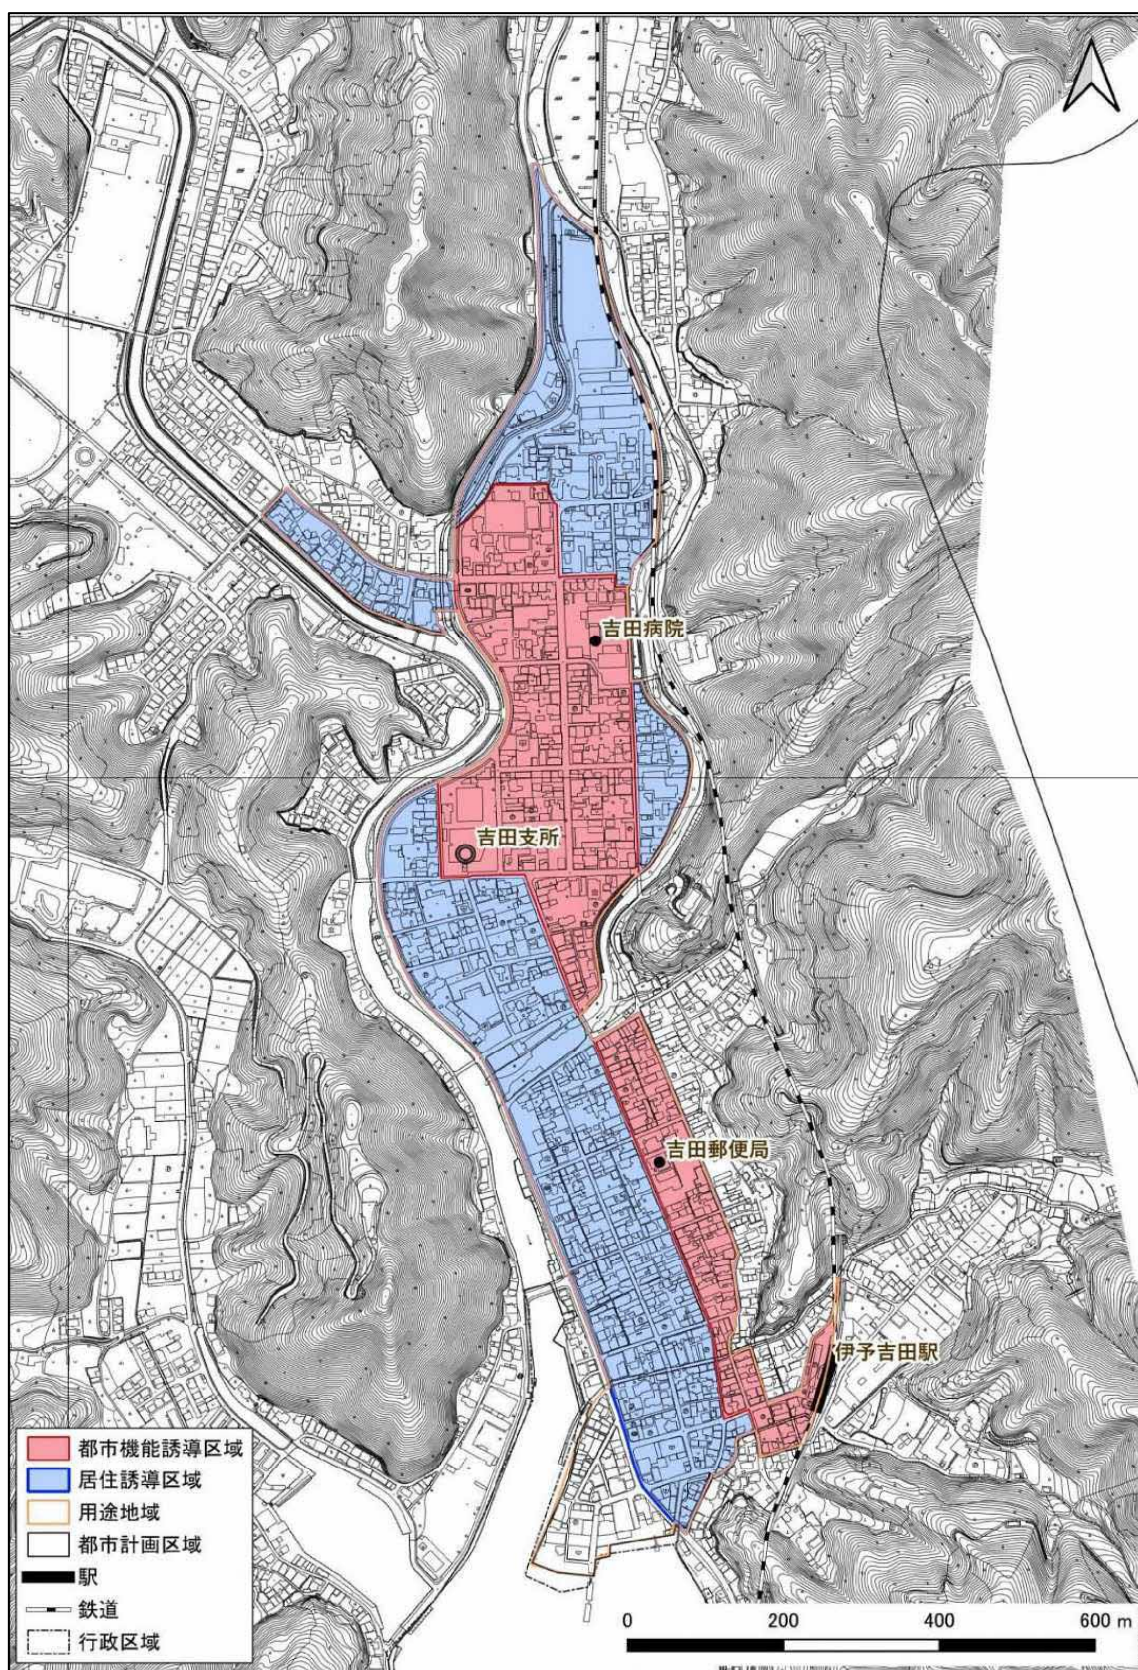 吉田病院
吉田支所
吉田郵便局
伊予吉田駅
都市機能誘導区域
居住誘導区域
用途地域
都市計画区域
駅
鉄道
行政区域
0 200 400 600 m